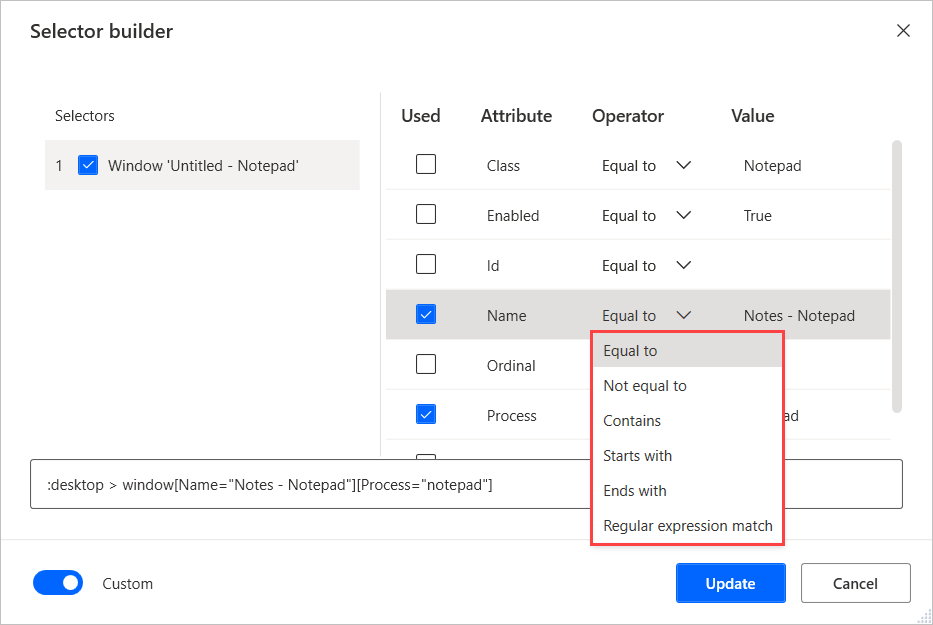 Selector builder
Selectors
Used Attribute Operator Value
1 Window 'Untitled - Notepad'
Class Equal to Notepad
Enabled Equal to True
Id Equal to
Name Equal to Notes - Notepad
Equal to
Ordinal
Not equal to
Process ad
Contains
Starts with
:desktop > window[Name="Notes - Notepad"][Process="notepad"]
Ends with
Regular expression match
Custom
Update
Cancel